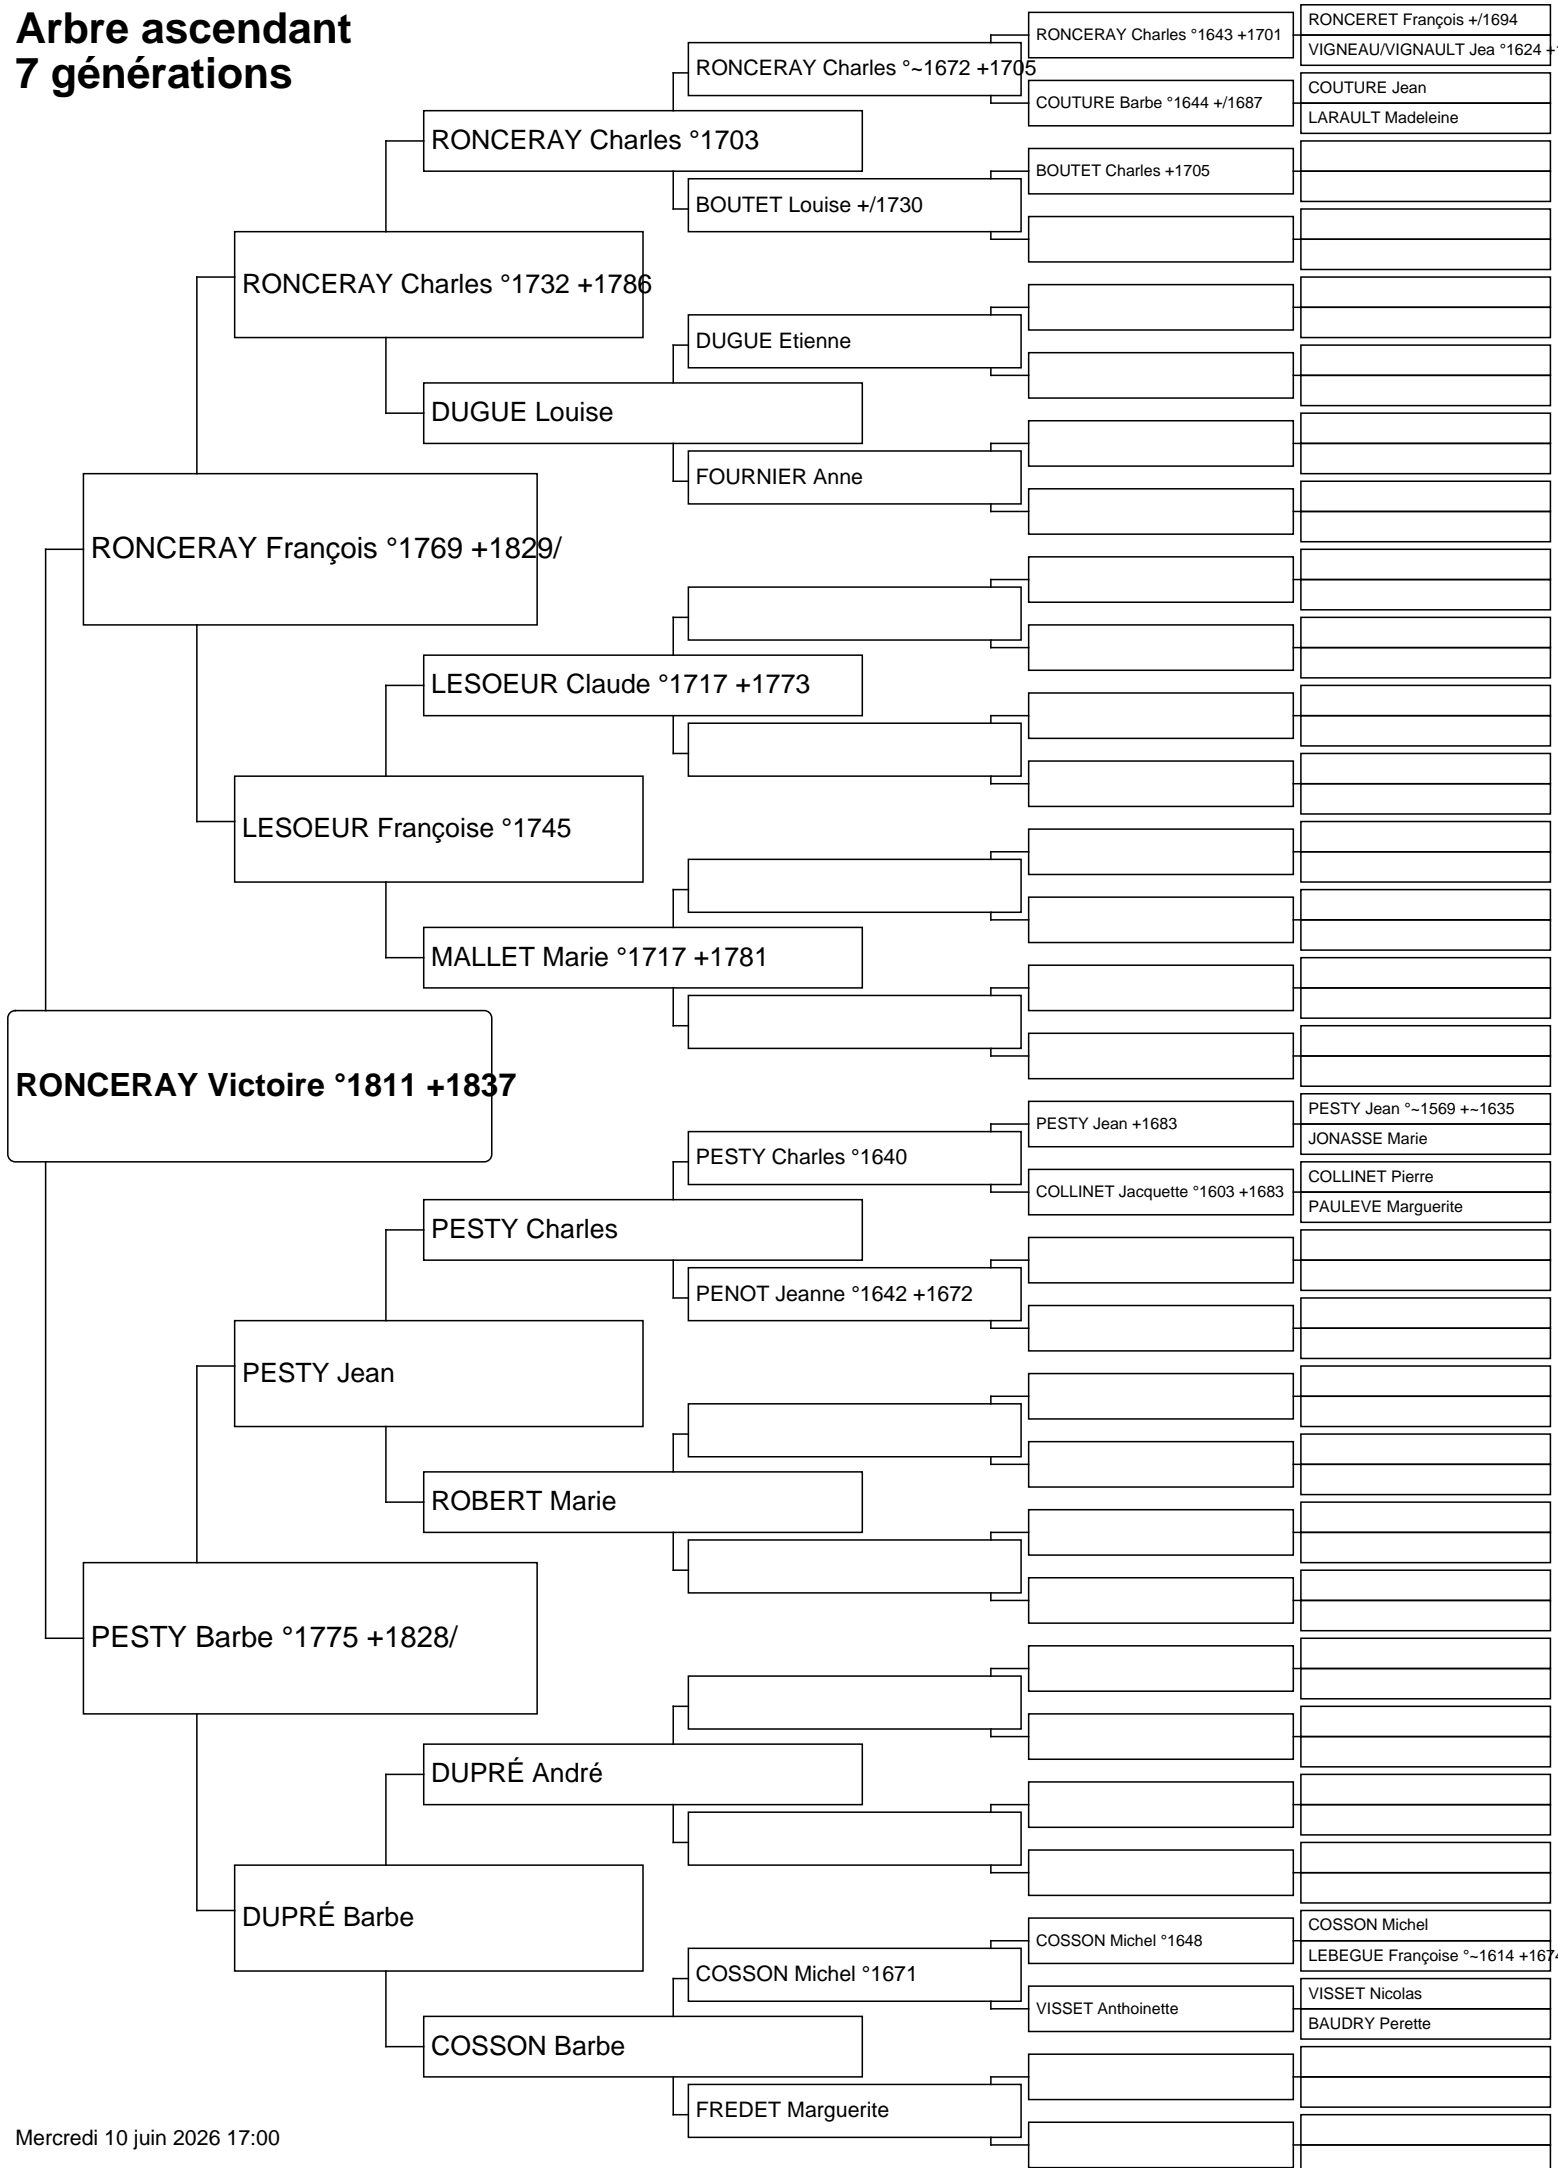 Arbre ascendant
7 générations
RONCERET François +/1694
RONCERAY Charles °1643 +1701
VIGNEAU/VIGNAULT Jea °1624 +
RONCERAY Charles °~1672 +1705
COUTURE Jean
COUTURE Barbe °1644 +/1687
LARAULT Madeleine
RONCERAY Charles °1703
BOUTET Charles +1705
BOUTET Louise +/1730
RONCERAY Charles °1732 +1786
DUGUE Etienne
DUGUE Louise
FOURNIER Anne
RONCERAY François °1769 +1829/
LESOEUR Claude °1717 +1773
LESOEUR Françoise °1745
MALLET Marie °1717 +1781
RONCERAY Victoire °1811 +1837
PESTY Jean °~1569 +~1635
PESTY Jean +1683
JONASSE Marie
PESTY Charles °1640
COLLINET Pierre
COLLINET Jacquette °1603 +1683
PAULEVE Marguerite
PESTY Charles
PENOT Jeanne °1642 +1672
PESTY Jean
ROBERT Marie
PESTY Barbe °1775 +1828/
DUPRÉ André
DUPRÉ Barbe
COSSON Michel
COSSON Michel °1648
LEBEGUE Françoise °~1614 +1674
COSSON Michel °1671
VISSET Nicolas
VISSET Anthoinette
BAUDRY Perette
COSSON Barbe
FREDET Marguerite
Mercredi 10 juin 2026 17:00